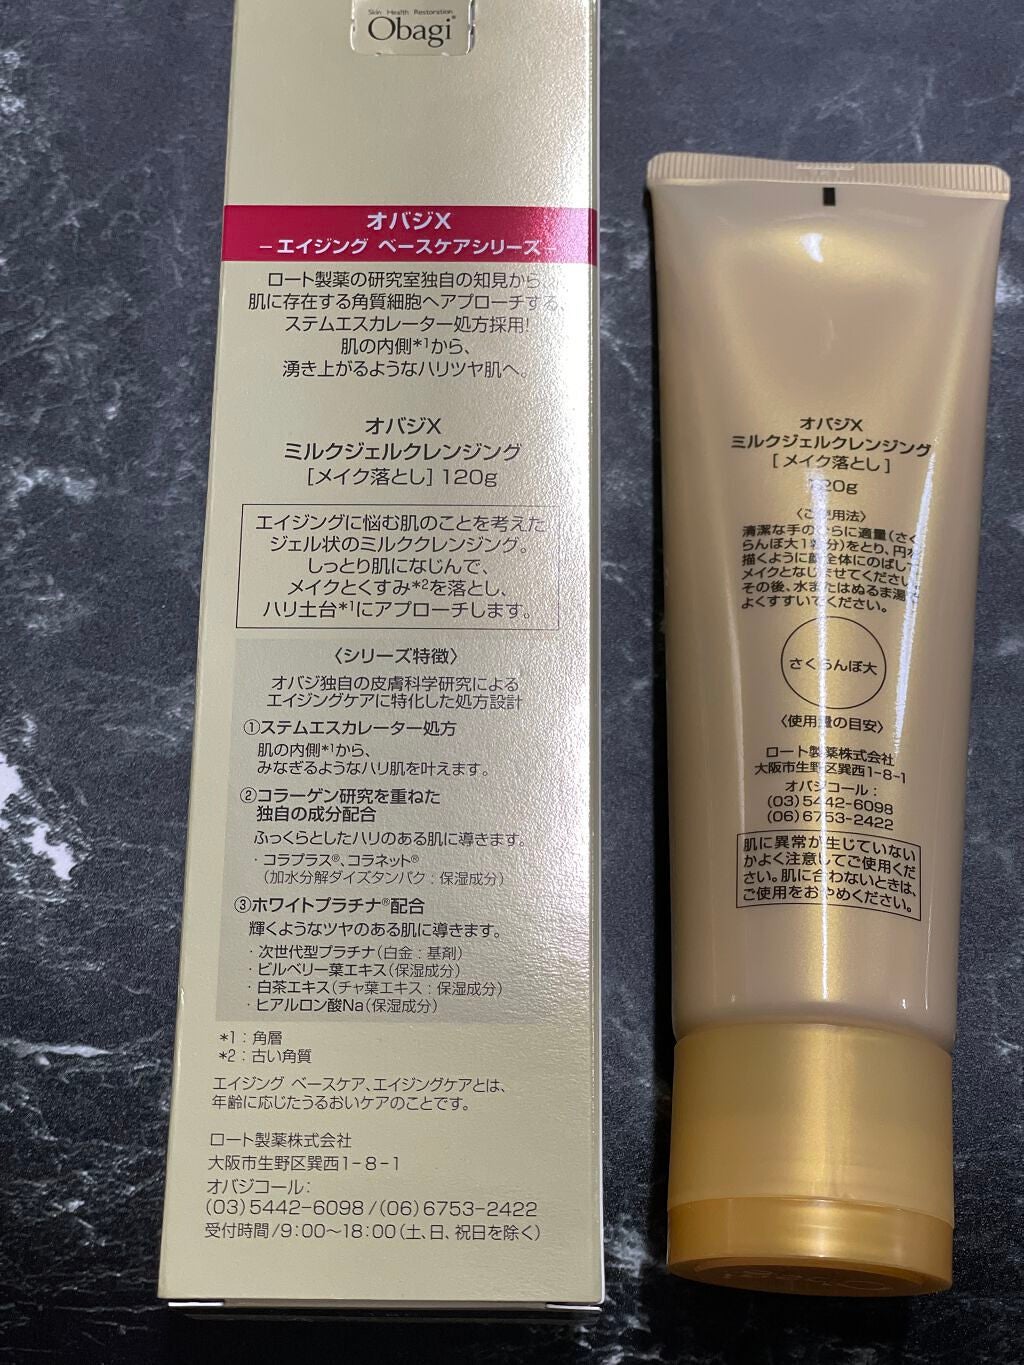 Skin Health Restoration
Obagi®
オバジX
－エイジング ベースケアシリーズ－
ロート製薬の研究室独自の知見から、
肌に存在する角質細胞へアプローチする、
ステムエスカレーター処方採用!
肌の内側*1から、
湧き上がるようなハリツヤ肌へ。
オバジX
ミルクジェルクレンジング
[メイク落とし] 120g
エイジングに悩む肌のことを考えた
ジェル状のミルククレンジング。
しっとり肌になじんで、
メイクとくすみ*2を落とし、
ハリ土台*1にアプローチします。
〈シリーズ特徴〉
オバジ独自の皮膚科学研究による
エイジングケアに特化した処方設計
①ステムエスカレーター処方
肌の内側*1から、
みなぎるようなハリ肌を叶えます。
②コラーゲン研究を重ねた
独自の成分配合
ふっくらとしたハリのある肌に導きます。
・コラプラス®、コラネット®
(加水分解ダイズタンパク：保湿成分)
③ホワイトプラチナ®配合
輝くようなツヤのある肌に導きます。
・次世代型プラチナ(白金：基剤)
・ビルベリー葉エキス(保湿成分)
・白茶エキス(チャ葉エキス：保湿成分)
・ヒアルロン酸Na(保湿成分)
*1：角層
*2：古い角質
エイジング ベースケア、エイジングケアとは、
年齢に応じたうるおいケアのことです。
ロート製薬株式会社
大阪市生野区巽西1-8-1
オバジコール：
(03)5442-6098/(06)6753-2422
受付時間/9:00～18:00(土、日、祝日を除く)
オバジX
ミルクジェルクレンジング
[メイク落とし]
120g
〈ご使用法〉
清潔な手のひらに適量(さく
らんぼ大1粒分)をとり、円を
描くように顔全体にのばして
メイクとなじませてください。
その後、水またはぬるま湯で
よくすすいでください。
さくらんぼ大
〈使用量の目安〉
ロート製薬株式会社
大阪市生野区巽西1-8-1
オバジコール：
(03)5442-6098
(06)6753-2422
肌に異常が生じていない
かよく注意してご使用くだ
さい。肌に合わないときは、
ご使用をおやめください。